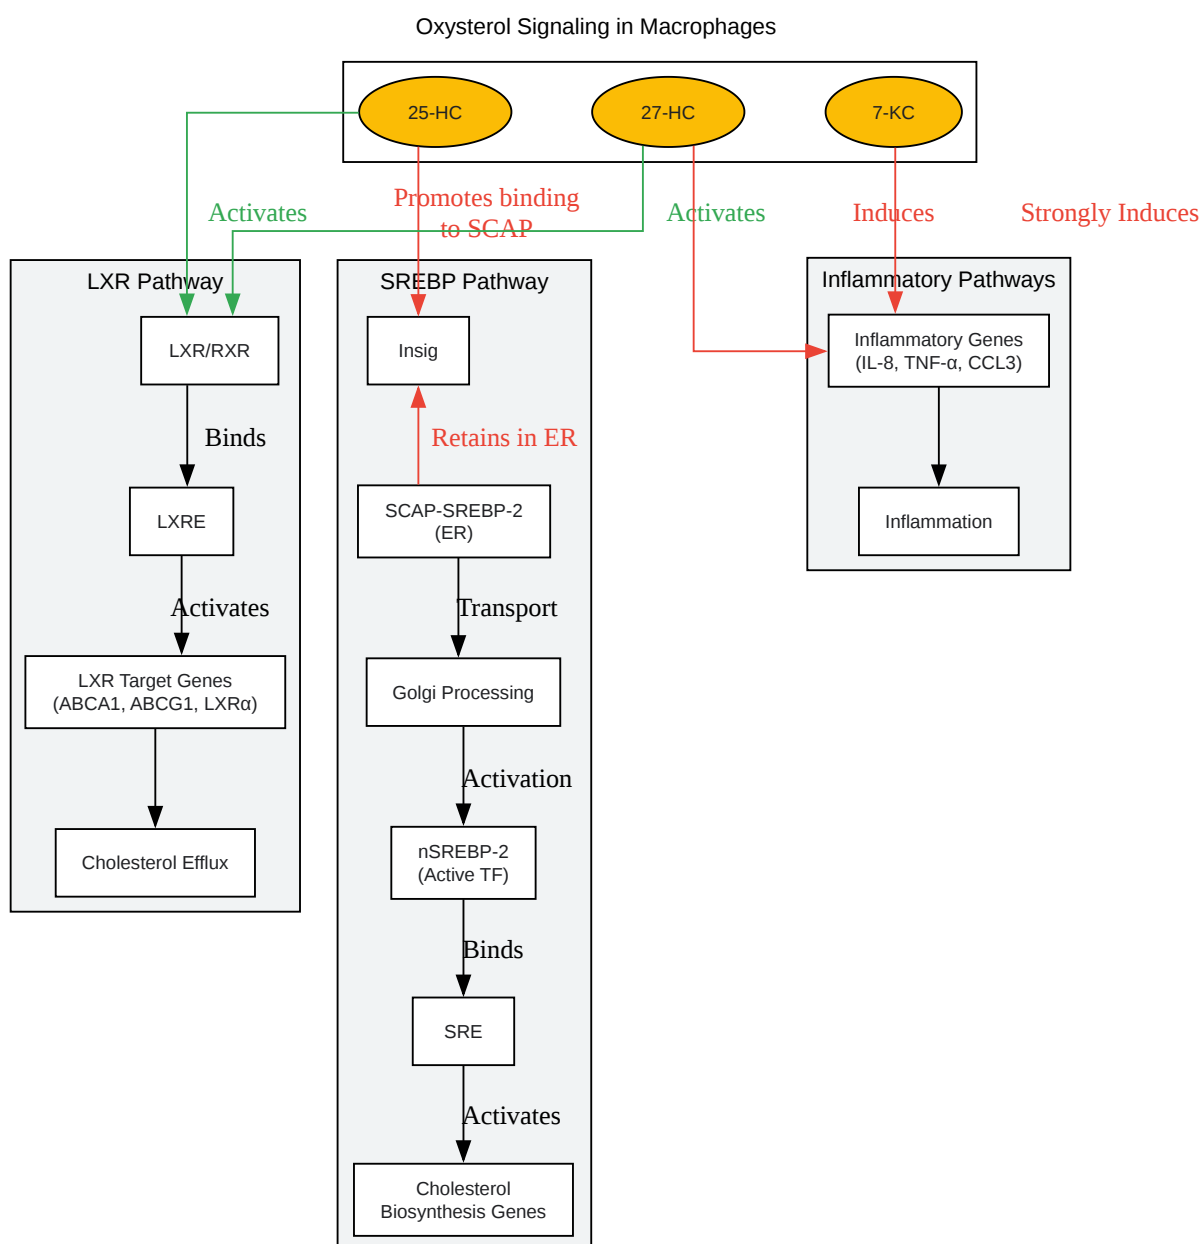 Oxysterol Signaling in Macrophages
25-HC
27-HC
7-KC
Activates
Promotes binding
to SCAP
Activates
Induces
Strongly Induces
LXR Pathway
LXR/RXR
Binds
LXRE
Activates
LXR Target Genes
(ABCA1, ABCG1, LXRα)
Cholesterol Efflux
SREBP Pathway
Insig
Retains in ER
SCAP-SREBP-2
(ER)
Transport
Golgi Processing
Activation
nSREBP-2
(Active TF)
Binds
SRE
Activates
Cholesterol
Biosynthesis Genes
Inflammatory Pathways
Inflammatory Genes
(IL-8, TNF-α, CCL3)
Inflammation